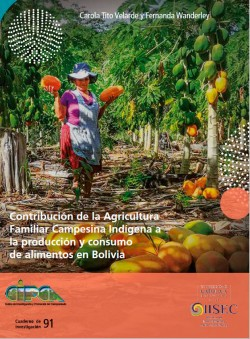 Carola Tito Velarde y Fernanda Wanderley
Contribución de la Agricultura
Familiar Campesina Indígena a
la producción y consumo
de alimentos en Bolivia
CIPCA
Cuaderno de
Investigación 91
IISEC